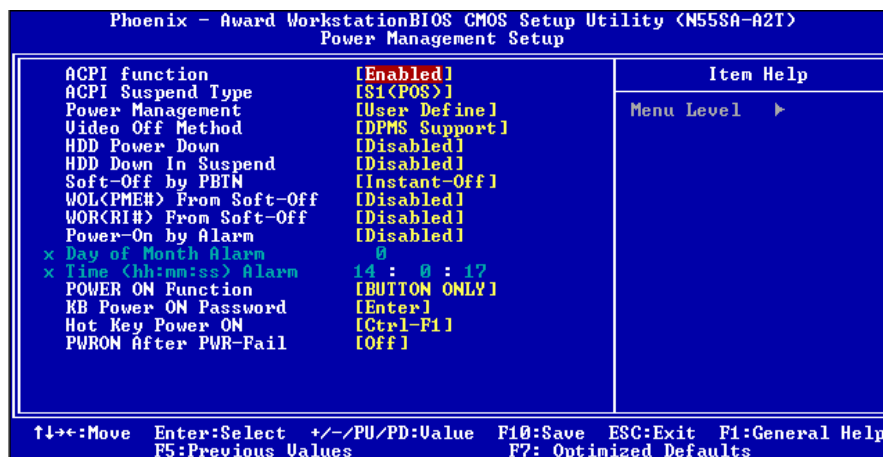 Phoenix - Award WorkstationBIOS CMOS Setup Utility (N55SA-A2T)
Power Management Setup
ACPI function [Enabled]
ACPI Suspend Type [S1(POS)]
Power Management [User Define]
Video Off Method [DPMS Support]
HDD Power Down [Disabled]
HDD Down In Suspend [Disabled]
Soft-Off by PBTN [Instant-Off]
WOL(PME#) From Soft-Off [Disabled]
WOR(RI#) From Soft-Off [Disabled]
Power-On by Alarm [Disabled]
x Day of Month Alarm 0
x Time (hh:mm:ss) Alarm 14 : 0 : 17
POWER ON Function [BUTTON ONLY]
KB Power ON Password [Enter]
Hot Key Power ON [Ctrl-F1]
PWRON After PWR-Fail [Off]
Item Help
Menu Level ►
↑↓→←:Move Enter:Select +/-/PU/PD:Value F10:Save ESC:Exit F1:General Help
F5:Previous Values F7: Optimized Defaults